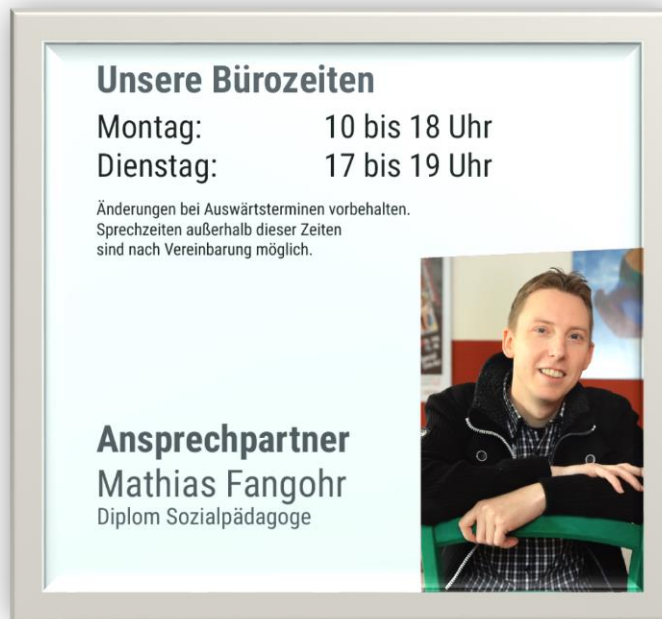 Unsere Bürozeiten
Montag: 10 bis 18 Uhr
Dienstag: 17 bis 19 Uhr
Änderungen bei Auswärtsterminen vorbehalten.
Sprechzeiten außerhalb dieser Zeiten
sind nach Vereinbarung möglich.
Ansprechpartner
Mathias Fangohr
Diplom Sozialpädagoge